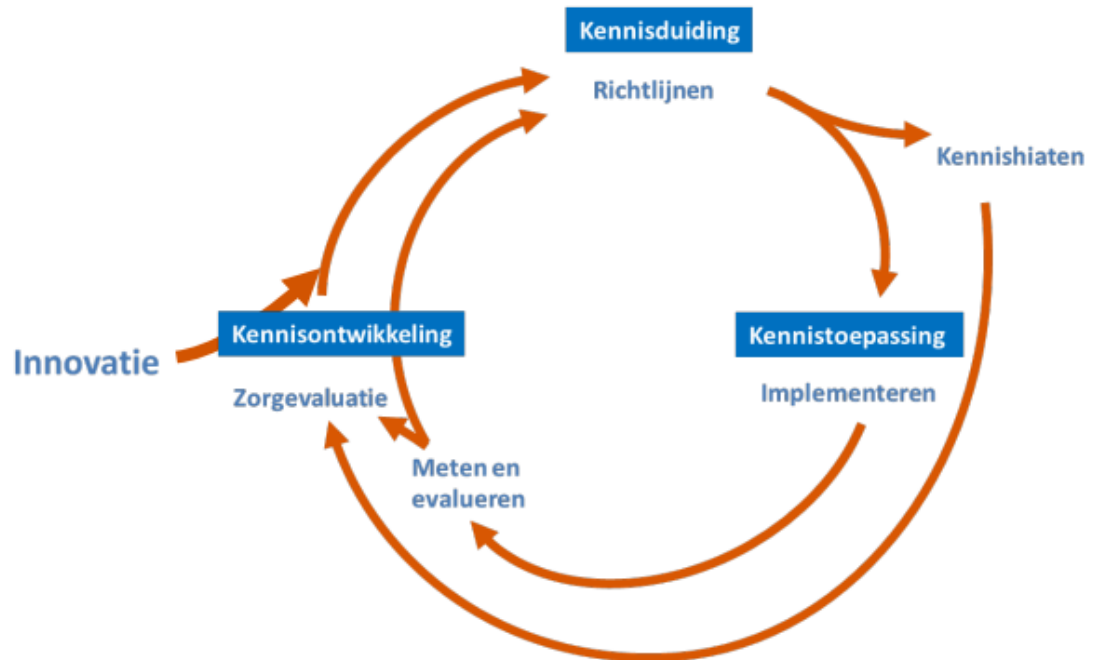 Kennisduiding
Richtlijnen
Kennishiaten
Kennisontwikkeling
Kennistoepassing
Innovatie
Zorgevaluatie
Implementeren
Meten en
evalueren